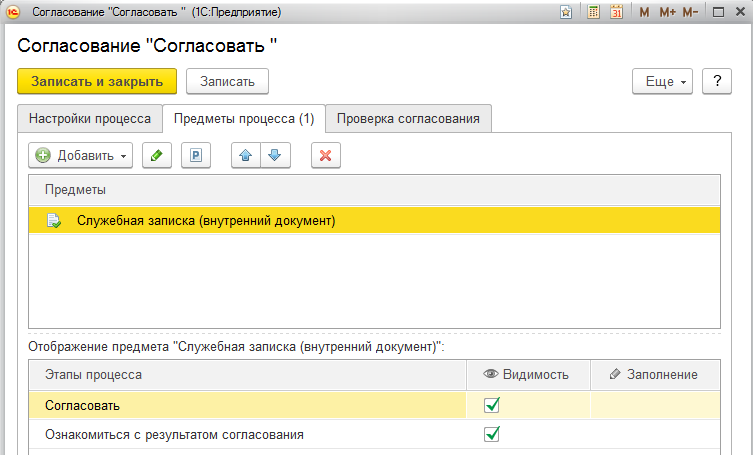 Согласование "Согласовать " (1С:Предприятие)
31 M M+ M-
Согласование "Согласовать "
Записать и закрыть Записать Еще ?
Настройки процесса Предметы процесса (1) Проверка согласования
Добавить P
Предметы
Служебная записка (внутренний документ)
Отображение предмета "Служебная записка (внутренний документ)":
Этапы процесса Видимость Заполнение
Согласовать
Ознакомиться с результатом согласования